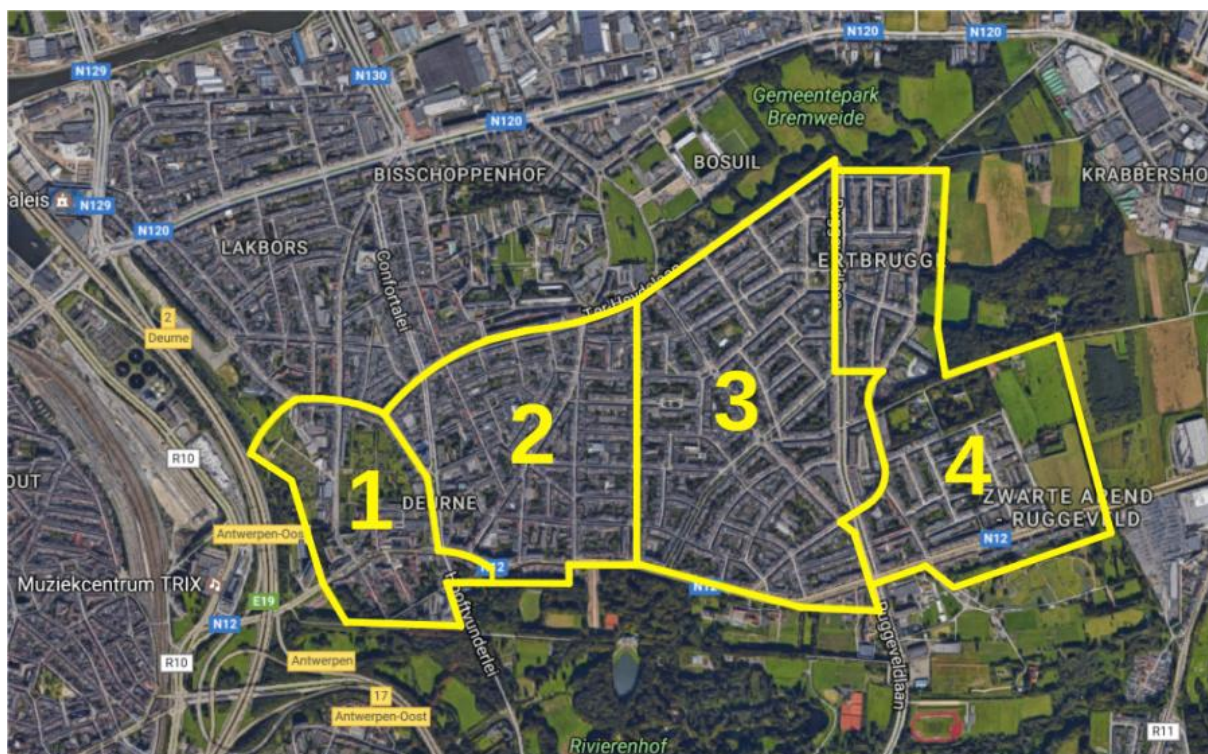 N120
N120
N129
N130
Gemeentepark
Bremweide
N120
BOSUIL
BISSCHOPPENHOF
KRABBERSHO
aleis
N129
N120
LAKBORS
Confortalei
ERTBRUGGE
Ter Heydelaan
2
Deurne
3
2
4
R10
1
OUT
DEURNE
ZWARTE AREND
- RUGGEVELD
Antwerpen-Oos
N12
Muziekcentrum TRIX
N12
N12
E19
Hooftvunderlei
N12
Ruggeveldlaan
R10
Antwerpen
17
Antwerpen-Oost
R11
Rivierenhof